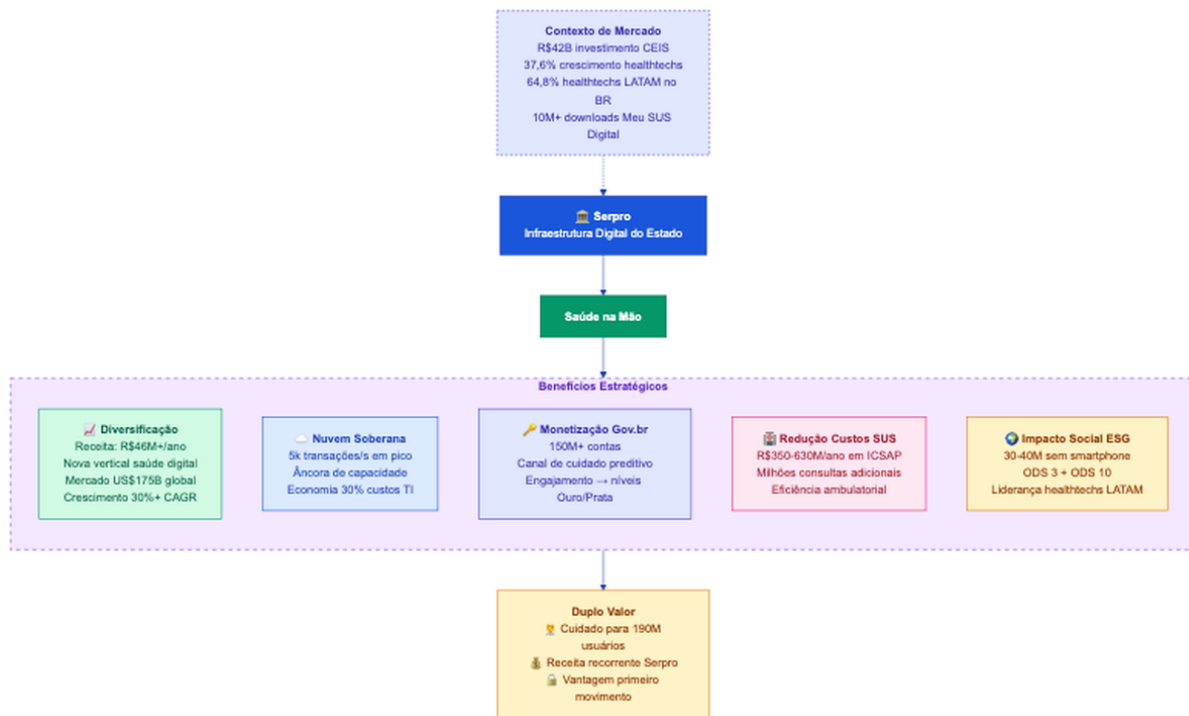 Contexto de Mercado
R$42B investimento CEIS
37,6% crescimento healthtechs
64,8% healthtechs LATAM no
BR
10M+ downloads Meu SUS
Digital
Serpro
Infraestrutura Digital do Estado
Saúde na Mão
Benefícios Estratégicos
Diversificação
Receita: R$46M+/ano
Nova vertical saúde digital
Mercado US$175B global
Crescimento 30%+ CAGR
Nuvem Soberana
5k transações/s em pico
Âncora de capacidade
Economia 30% custos TI
Monetização Gov.br
150M+ contas
Canal de cuidado preditivo
Engajamento → níveis
Ouro/Prata
Redução Custos SUS
R$350-630M/ano em ICSAP
Milhões consultas adicionais
Eficiência ambulatorial
Impacto Social ESG
30-40M sem smartphone
ODS 3 + ODS 10
Liderança healthtechs LATAM
Duplo Valor
Cuidado para 190M
usuários
Receita recorrente Serpro
Vantagem primeiro
movimento